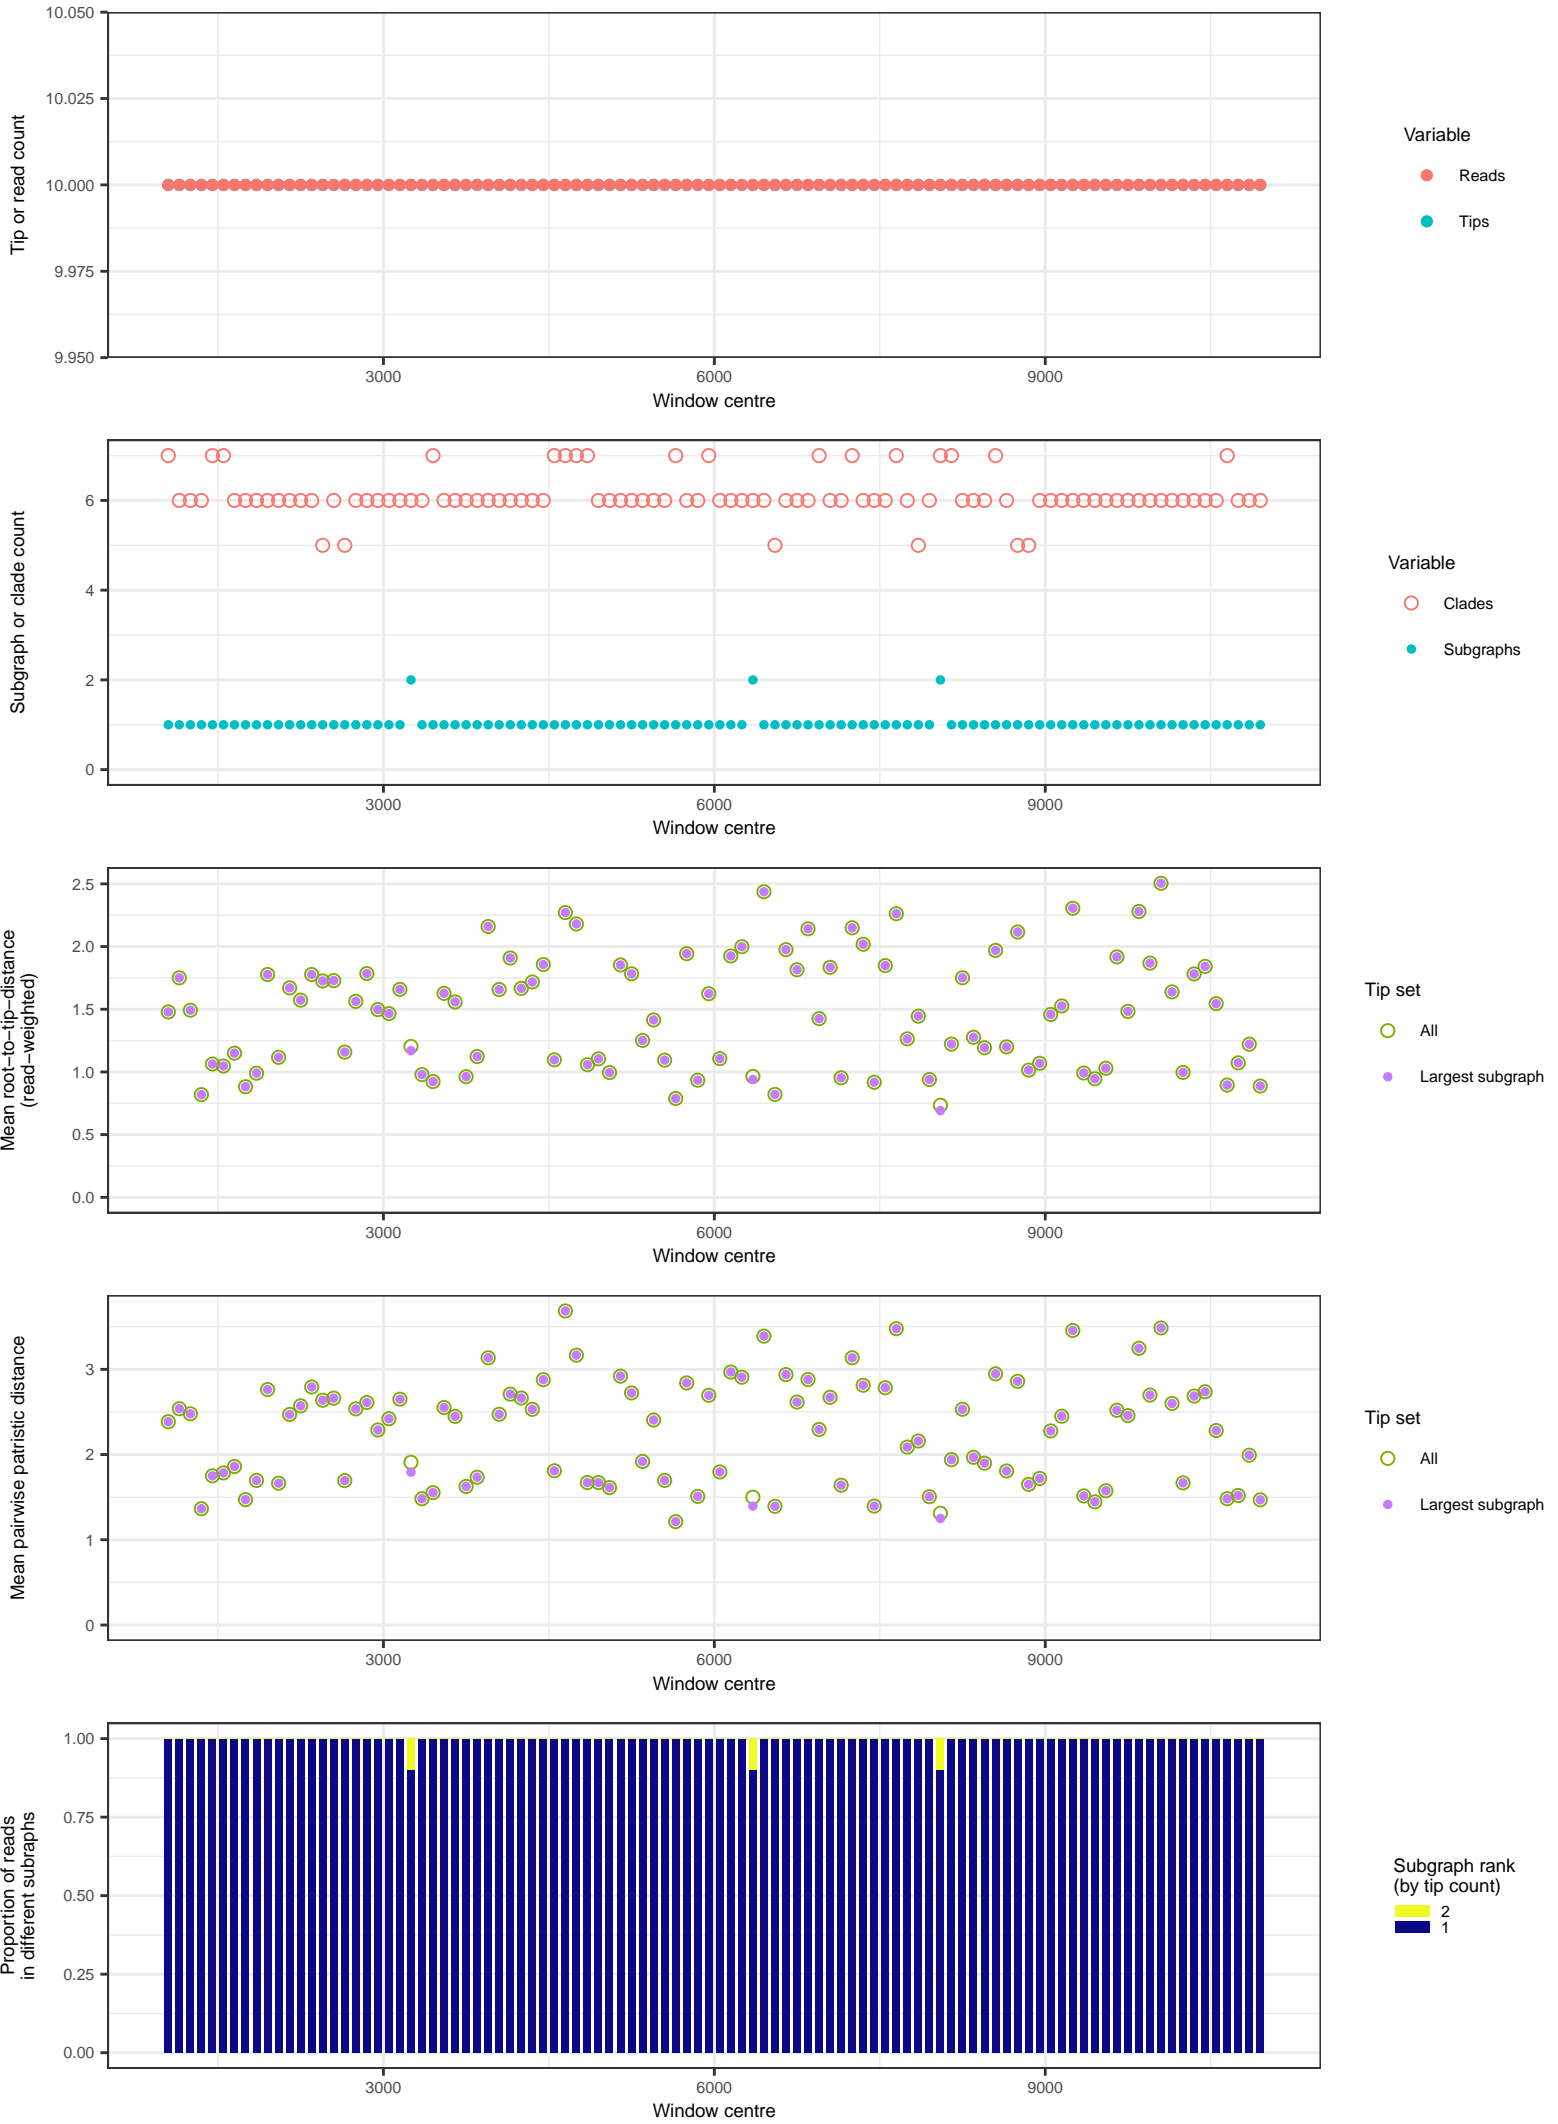 10.050
10.025
10.000
9.975
9.950
Tip or read count
3000
6000
9000
Window centre
Variable
Reads
Tips
6
4
2
0
Subgraph or clade count
3000
6000
9000
Window centre
Variable
Clades
Subgraphs
2.5
2.0
1.5
1.0
0.5
0.0
Mean root−to−tip−distance
(read−weighted)
3000
6000
9000
Window centre
Tip set
All
Largest subgraph
3
2
1
0
Mean pairwise patristic distance
3000
6000
9000
Window centre
Tip set
All
Largest subgraph
1.00
0.75
0.50
0.25
0.00
Proportion of reads
in different subraphs
3000
6000
9000
Window centre
Subgraph rank
(by tip count)
2
1